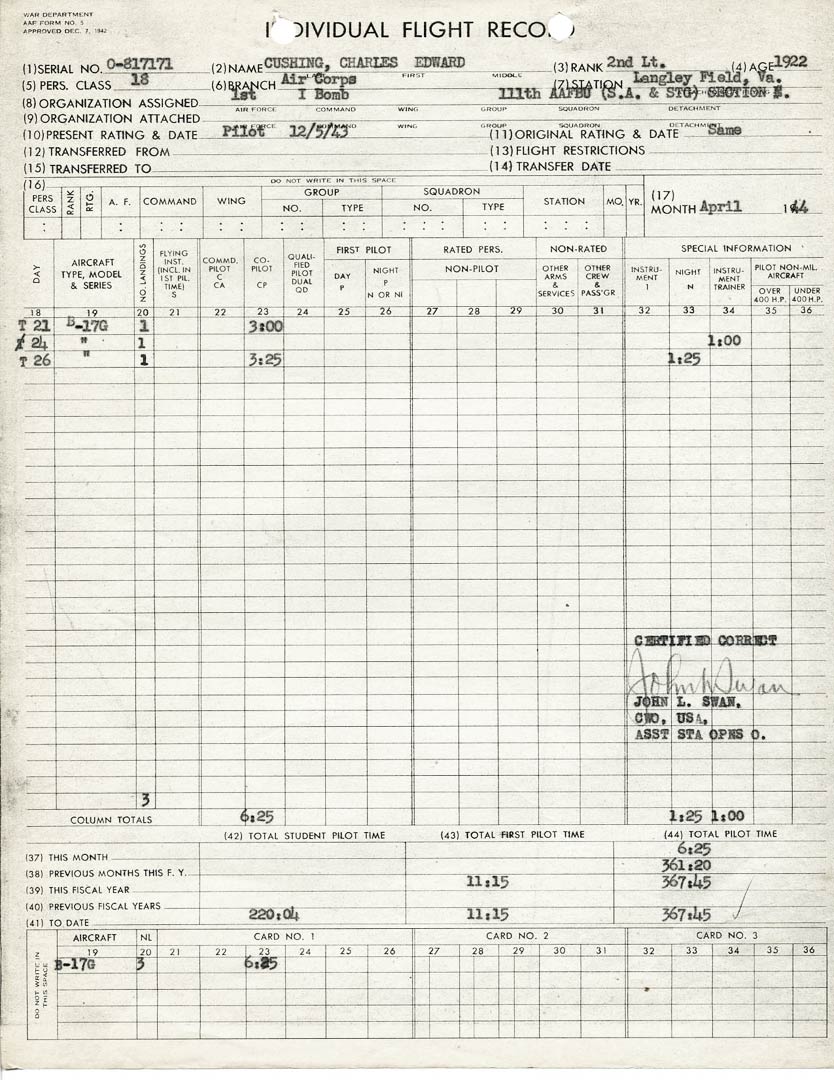 WAR DEPARTMENT
AAF FORM NO. 5
APPROVED DEC. 7, 1942
I DIVIDUAL FLIGHT RECO D
(1) SERIAL NO. O-817171 (2) NAME CUSHING, CHARLES EDWARD (3) RANK 2nd Lt. (4) AGE 1922
LAST FIRST MIDDLE
(5) PERS. CLASS 18 (6) BRANCH Air Corps (7) STATION Langley Field, Va.
(8) ORGANIZATION ASSIGNED 1st I Bomb 111th AAFBU (S.A. & STG) SECTION
AIR FORCE COMMAND WING GROUP SQUADRON DETACHMENT
(9) ORGANIZATION ATTACHED
AIR FORCE COMMAND WING GROUP SQUADRON DETACHMENT
(10) PRESENT RATING & DATE Pilot 12/5/43 (11) ORIGINAL RATING & DATE Same
(12) TRANSFERRED FROM (13) FLIGHT RESTRICTIONS
(15) TRANSFERRED TO (14) TRANSFER DATE
(16) DO NOT WRITE IN THIS SPACE
PERS CLASS RANK RTG. A. F. COMMAND WING GROUP NO. TYPE SQUADRON NO. TYPE STATION MO. YR. (17) MONTH April 1944
DAY AIRCRAFT TYPE, MODEL & SERIES NO. LANDINGS FLYING INST. (INCL. IN 1ST PIL. TIME) S COMMD. PILOT C CA CO-PILOT CP QUALIFIED PILOT DUAL QD FIRST PILOT DAY P NIGHT P N OR NI RATED PERS. NON-PILOT NON-RATED OTHER ARMS & SERVICES OTHER CREW & PASS'GR SPECIAL INFORMATION INSTRUMENT I NIGHT N INSTRUMENT TRAINER PILOT NON-MIL. AIRCRAFT OVER 400 H.P. UNDER 400 H.P.
18 19 20 21 22 23 24 25 26 27 28 29 30 31 32 33 34 35 36
T 21 B-17G 1 3:00
24 " 1 1:00
T 26 " 1 3:25 1:25
CERTIFIED CORRECT
John L Swan
JOHN L. SWAN,
CWO, USA,
ASST STA OPNS O.
3
COLUMN TOTALS 6:25 1:25 1:00
(42) TOTAL STUDENT PILOT TIME (43) TOTAL FIRST PILOT TIME (44) TOTAL PILOT TIME
(37) THIS MONTH 6:25
(38) PREVIOUS MONTHS THIS F. Y. 361:20
(39) THIS FISCAL YEAR 11:15 367:45
(40) PREVIOUS FISCAL YEARS
(41) TO DATE 220:04 11:15 367:45
DO NOT WRITE IN THIS SPACE
AIRCRAFT NL CARD NO. 1 CARD NO. 2 CARD NO. 3
19 20 21 22 23 24 25 26 27 28 29 30 31 32 33 34 35 36
B-17G 3 6:25